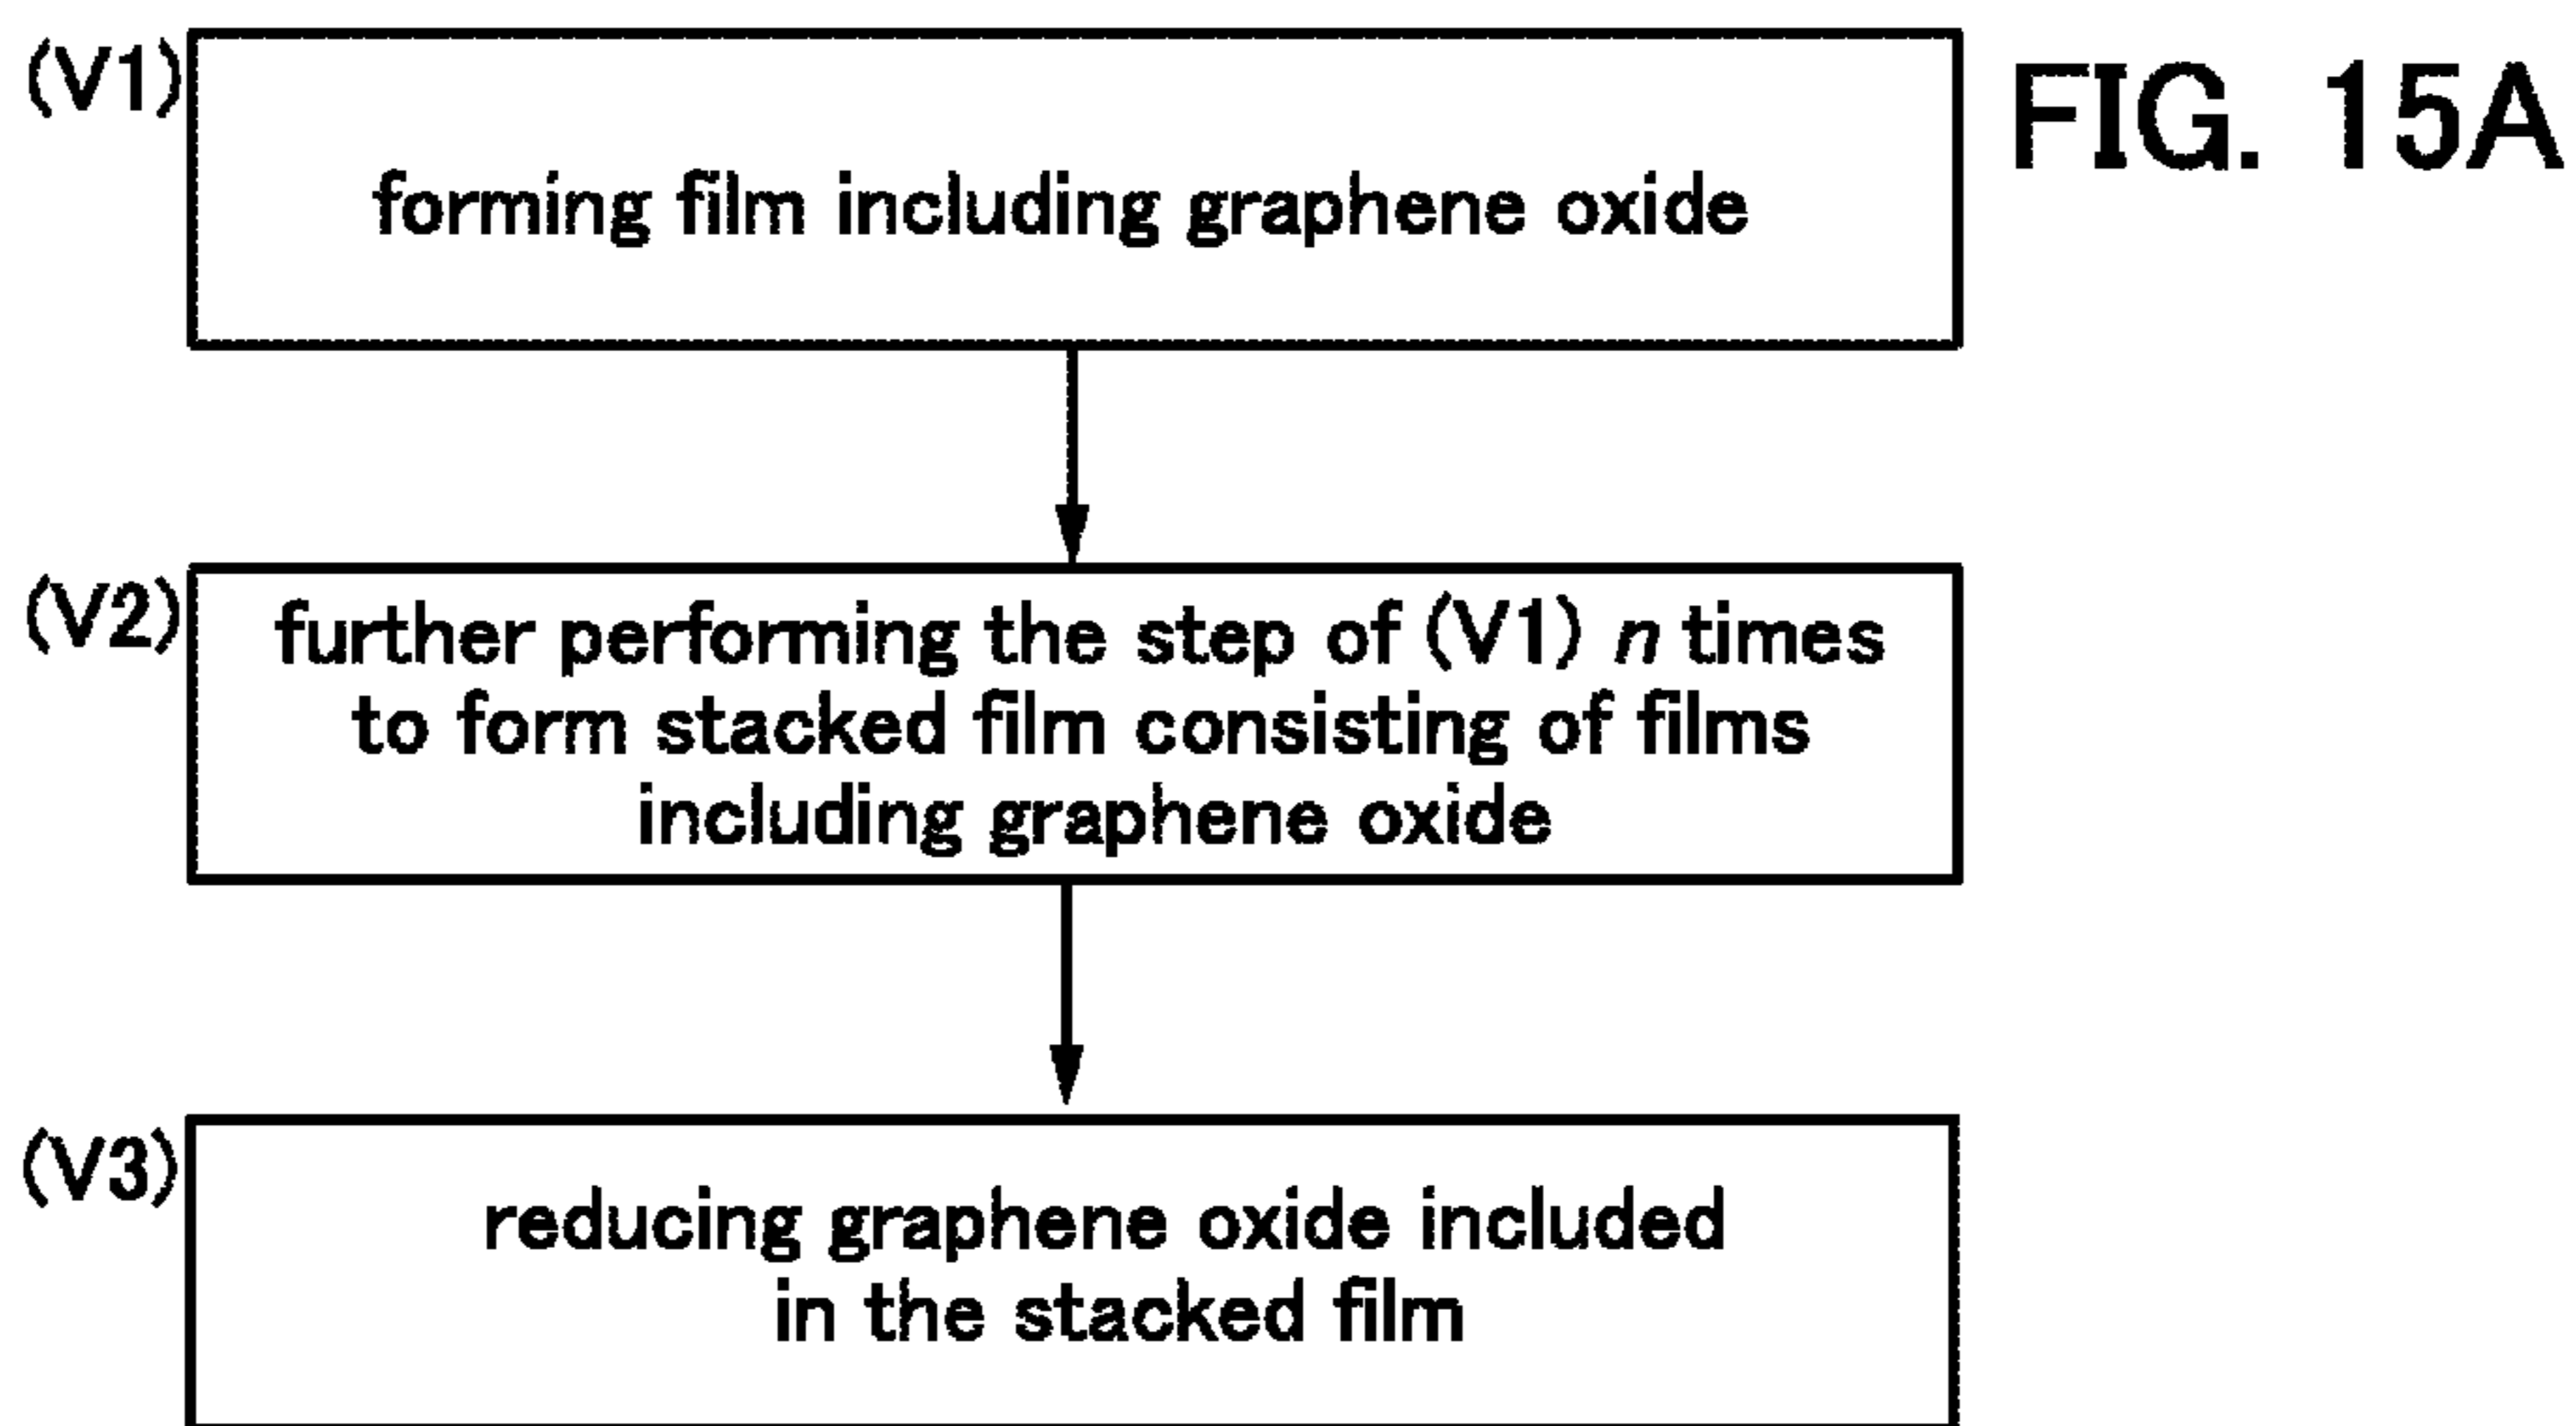 FIG. 15A
(V1)
forming film including graphene oxide
(V2)
further performing the step of (V1) n times
to form stacked film consisting of films
including graphene oxide
(V3)
reducing graphene oxide included
in the stacked film